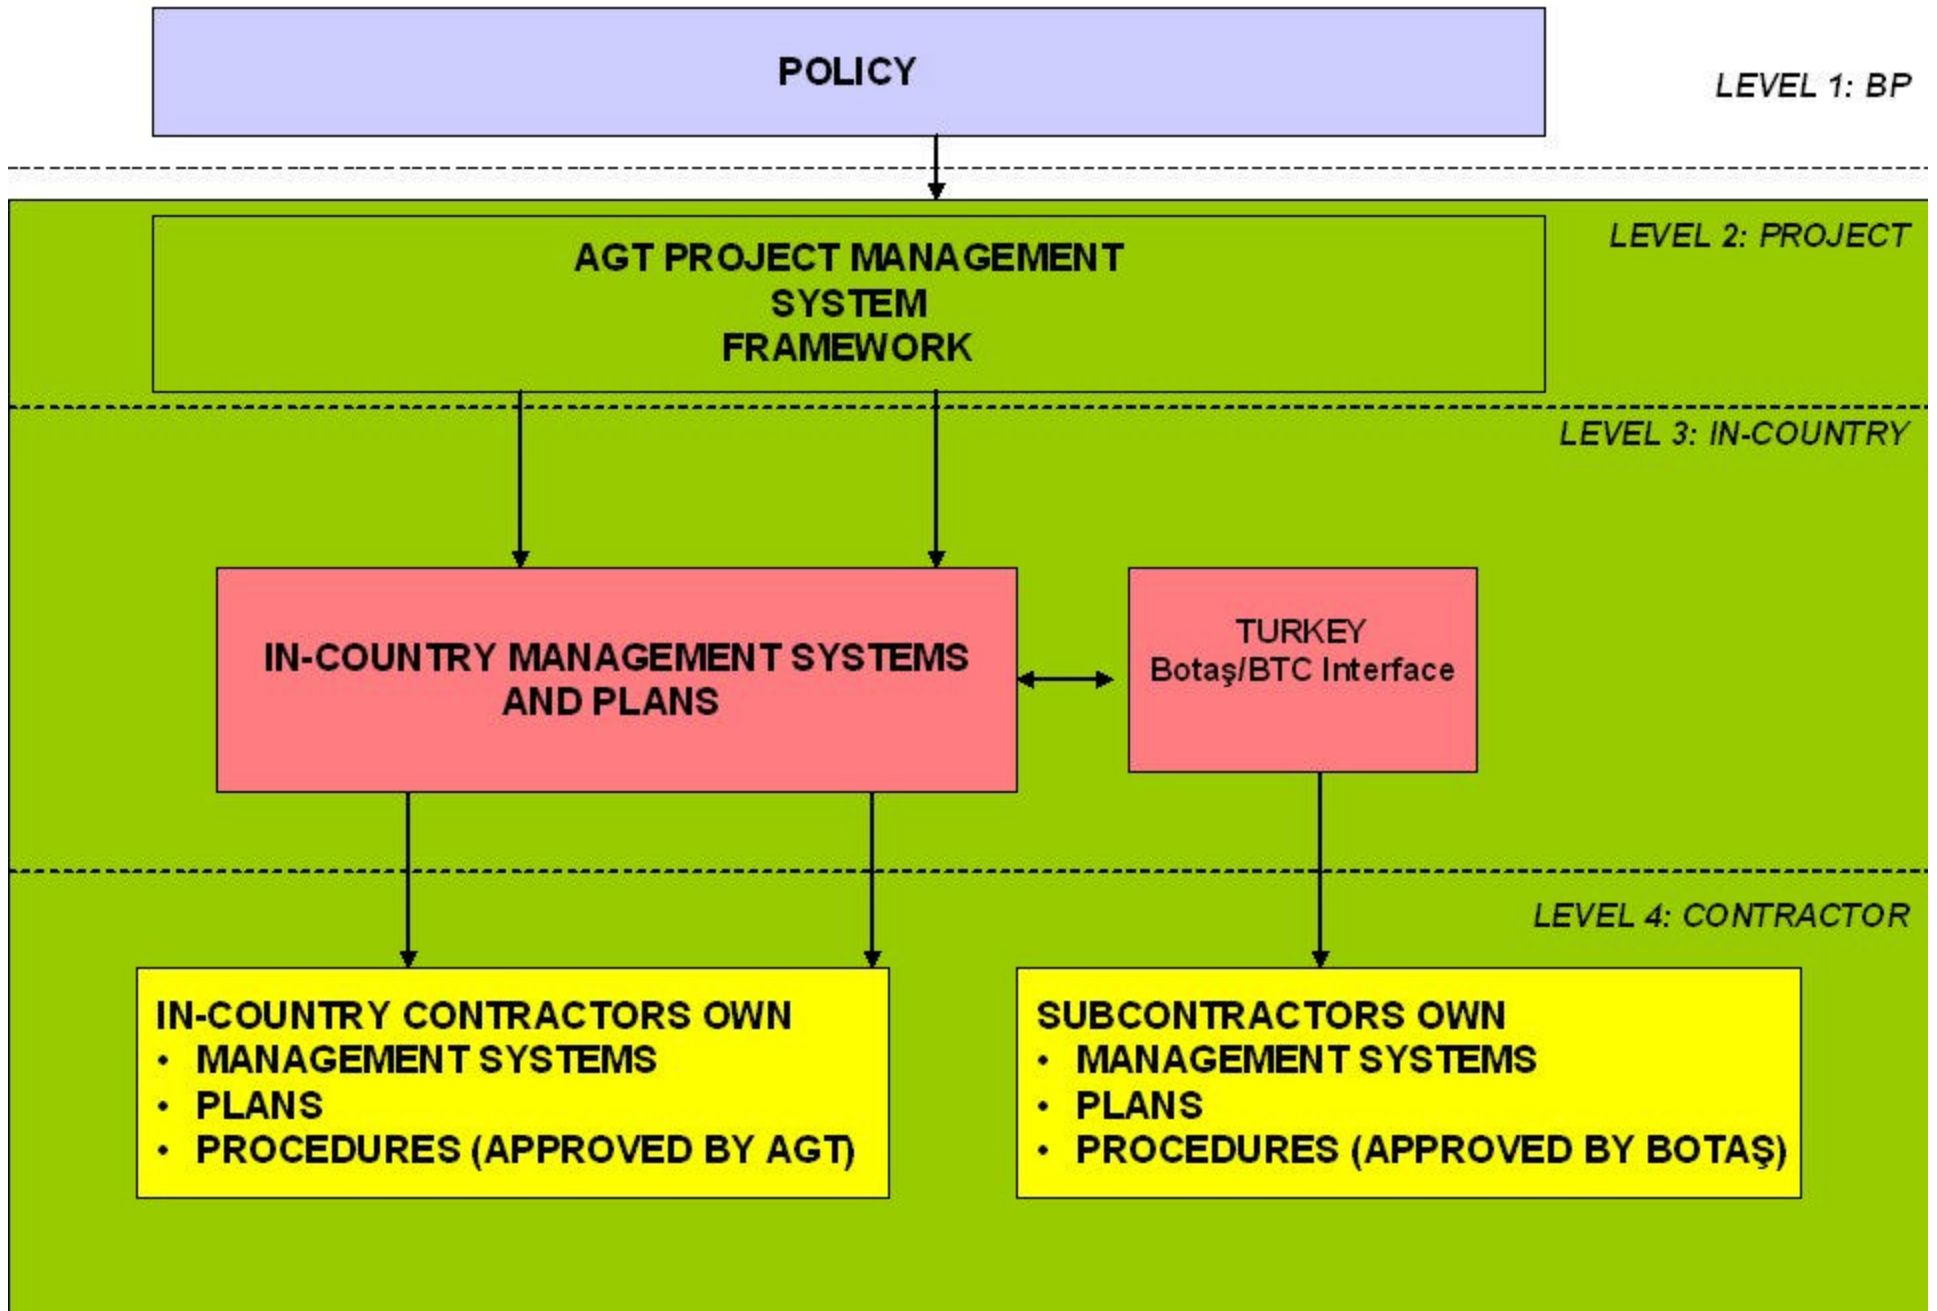 POLICY
LEVEL 1: BP
LEVEL 2: PROJECT
AGT PROJECT MANAGEMENT
SYSTEM
FRAMEWORK
LEVEL 3: IN-COUNTRY
IN-COUNTRY MANAGEMENT SYSTEMS
AND PLANS
TURKEY
Botaş/BTC Interface
LEVEL 4: CONTRACTOR
IN-COUNTRY CONTRACTORS OWN
• MANAGEMENT SYSTEMS
• PLANS
• PROCEDURES (APPROVED BY AGT)
SUBCONTRACTORS OWN
• MANAGEMENT SYSTEMS
• PLANS
• PROCEDURES (APPROVED BY BOTAŞ)